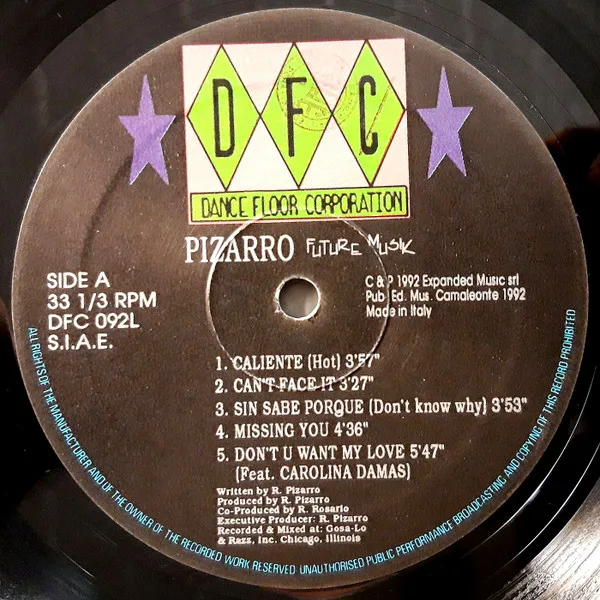 DFC
DANCE FLOOR CORPORATION
PIZARRO FUTURE MUSIK
SIDE A
33 1/3 RPM
DFC 092L
S.I.A.E.
C & P 1992 Expanded Music srl
Pub. Ed. Mus. Camaleonte 1992
Made in Italy
1. CALIENTE (Hot) 3'57"
2. CAN'T FACE IT 3'27"
3. SIN SABE PORQUE (Don't know why) 3'53"
4. MISSING YOU 4'36"
5. DON'T U WANT MY LOVE 5'47"
(Feat. CAROLINA DAMAS)
Written by R. Pizarro
Produced by R. Pizarro
Co-Produced by R. Rosario
Executive Producer: R. Pizarro
Recorded & Mixed at: Gosa-Lo
& Razz, Inc. Chicago, Illinois
ALL RIGHTS OF THE MANUFACTURER AND OF THE OWNER OF THE RECORDED WORK RESERVED UNAUTHORISED PUBLIC PERFORMANCE BROADCASTING AND COPYING OF THIS RECORD PROHIBITED